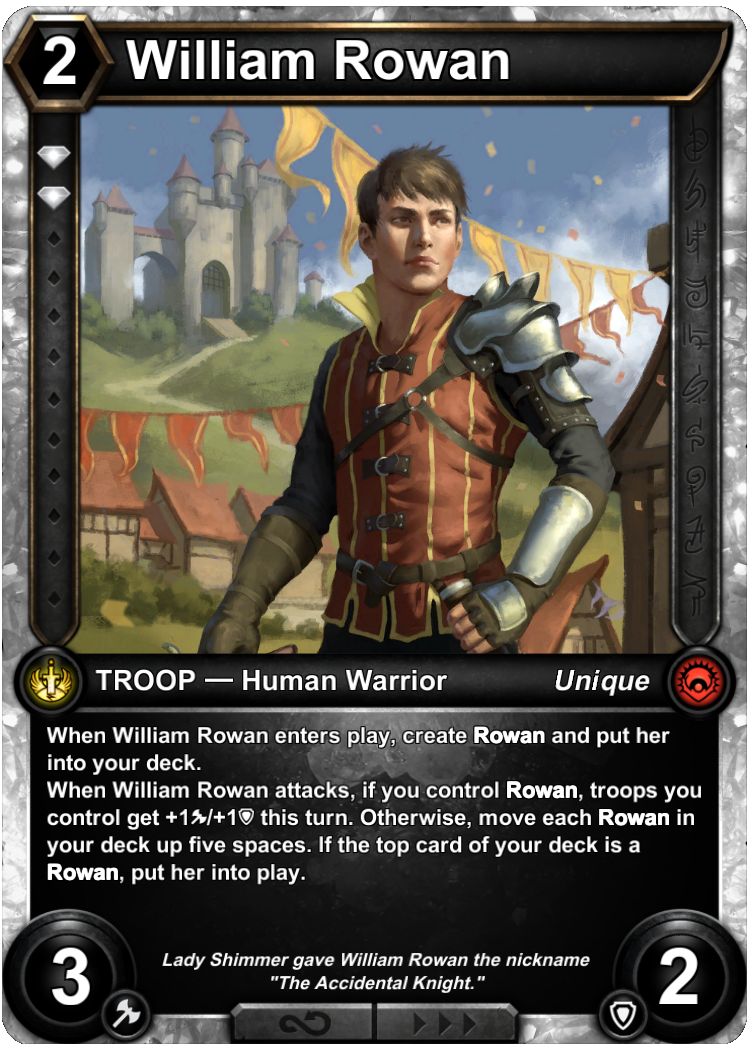 2
William Rowan
TROOP — Human Warrior
Unique
When William Rowan enters play, create Rowan and put her
into your deck.
When William Rowan attacks, if you control Rowan, troops you
control get +1/+1 this turn. Otherwise, move each Rowan in
your deck up five spaces. If the top card of your deck is a
Rowan, put her into play.
Lady Shimmer gave William Rowan the nickname
"The Accidental Knight."
3
2